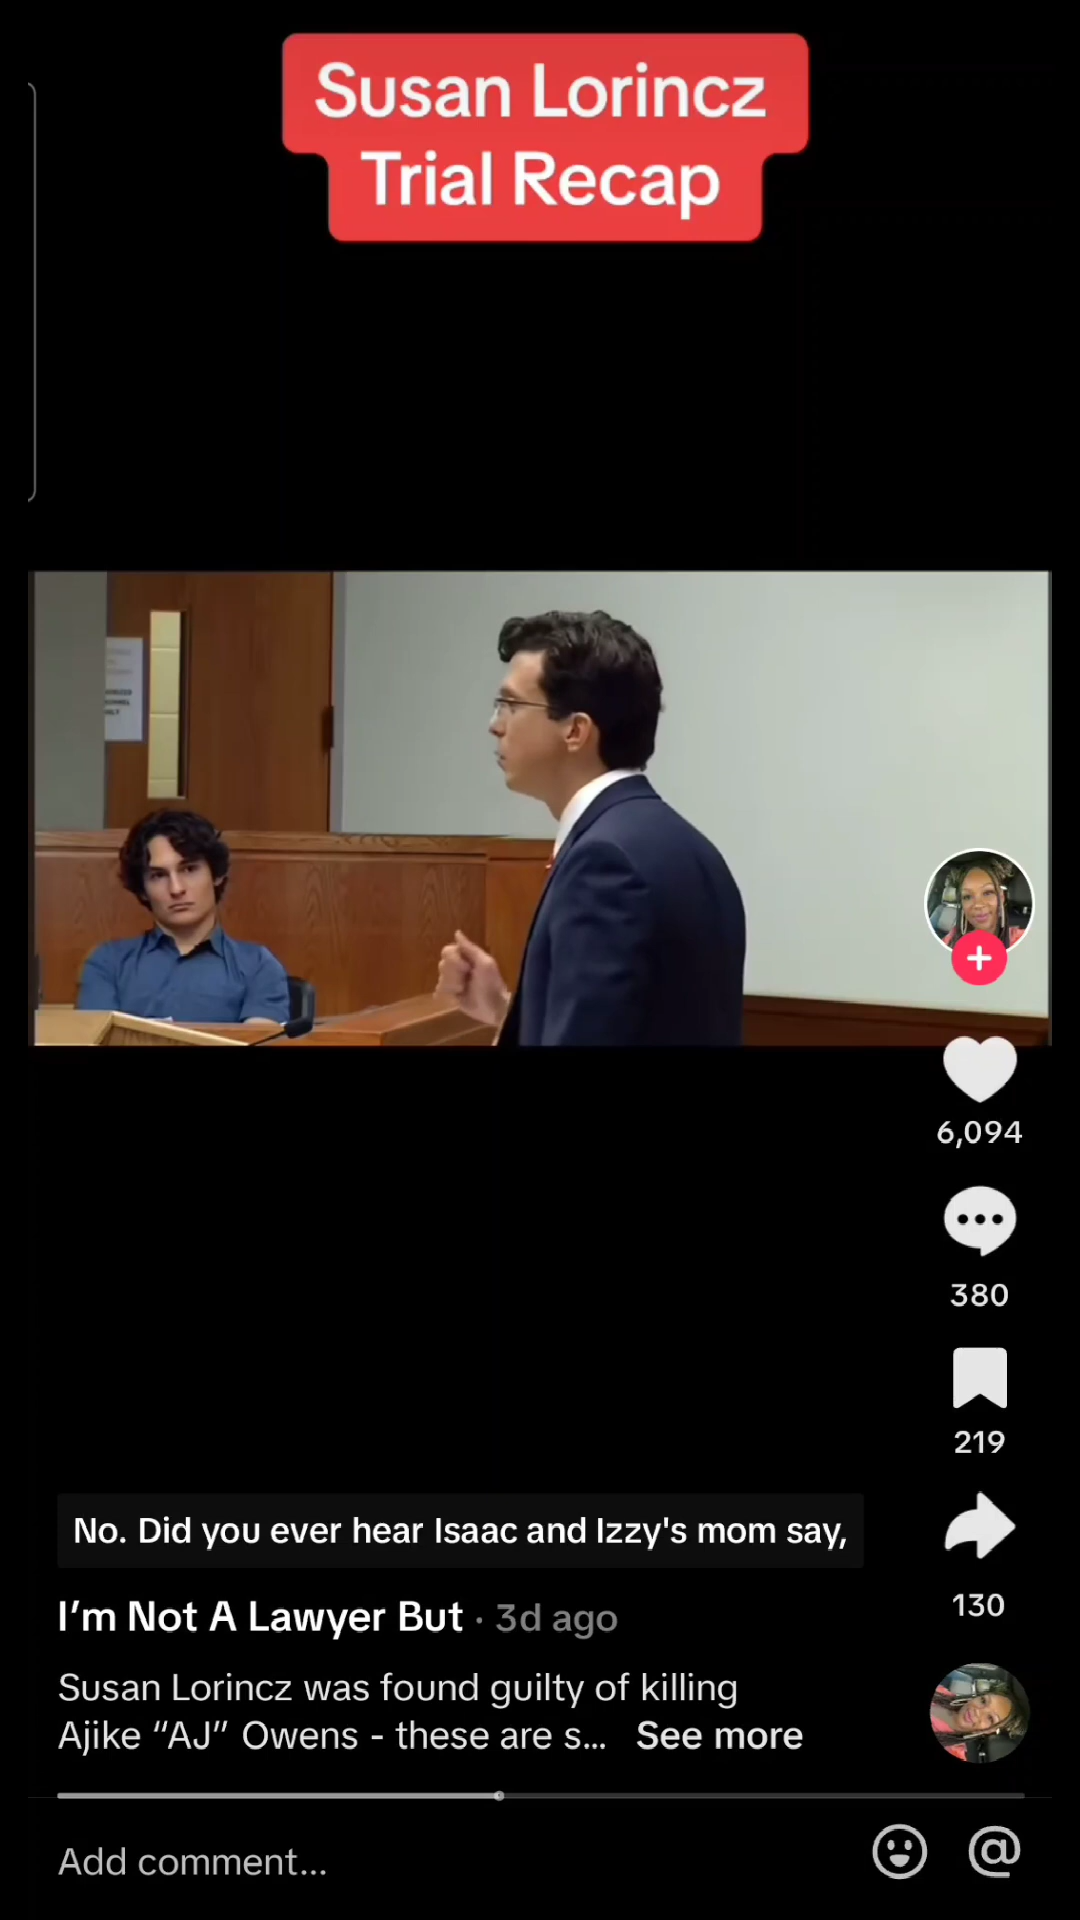 Susan Lorincz
Trial Recap
6,094
380
219
130
No. Did you ever hear Isaac and Izzy's mom say,
I’m Not A Lawyer But · 3d ago
Susan Lorincz was found guilty of killing
Ajike “AJ” Owens - these are s... See more
Add comment...